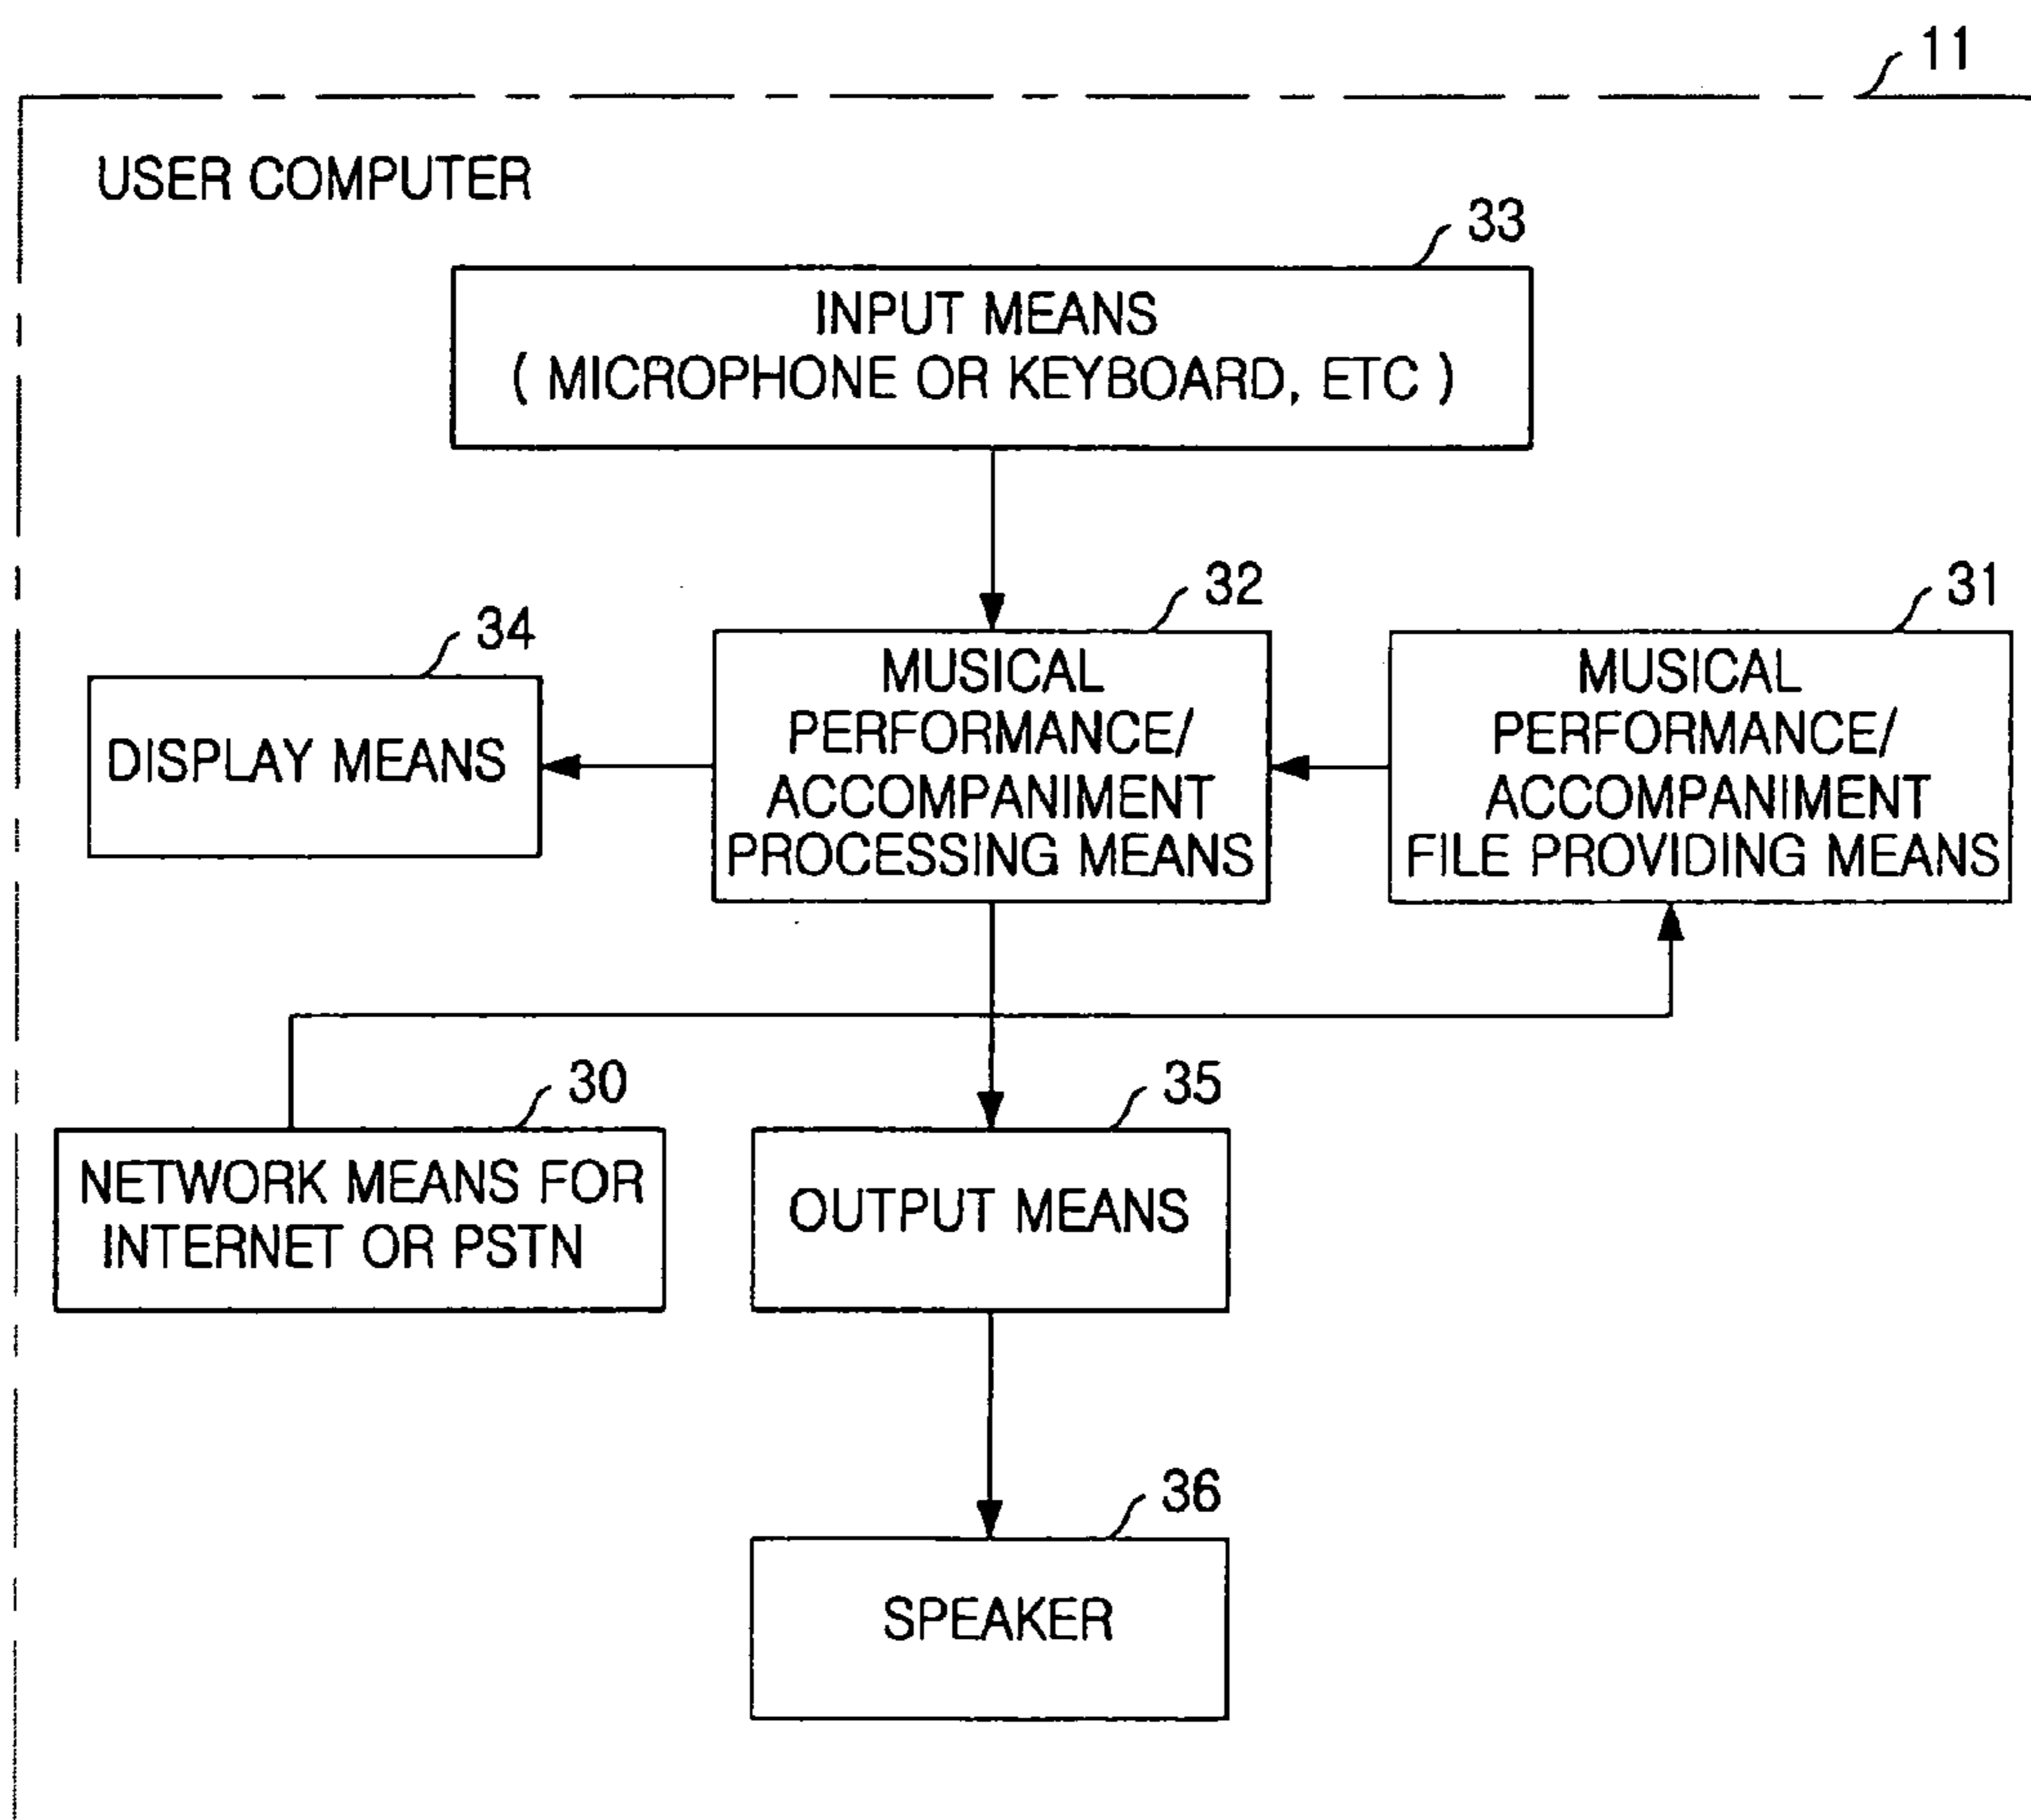 11
USER COMPUTER
33
INPUT MEANS
( MICROPHONE OR KEYBOARD, ETC )
34
DISPLAY MEANS
32
MUSICAL
PERFORMANCE/
ACCOMPANIMENT
PROCESSING MEANS
31
MUSICAL
PERFORMANCE/
ACCOMPANIMENT
FILE PROVIDING MEANS
30
NETWORK MEANS FOR
INTERNET OR PSTN
35
OUTPUT MEANS
36
SPEAKER